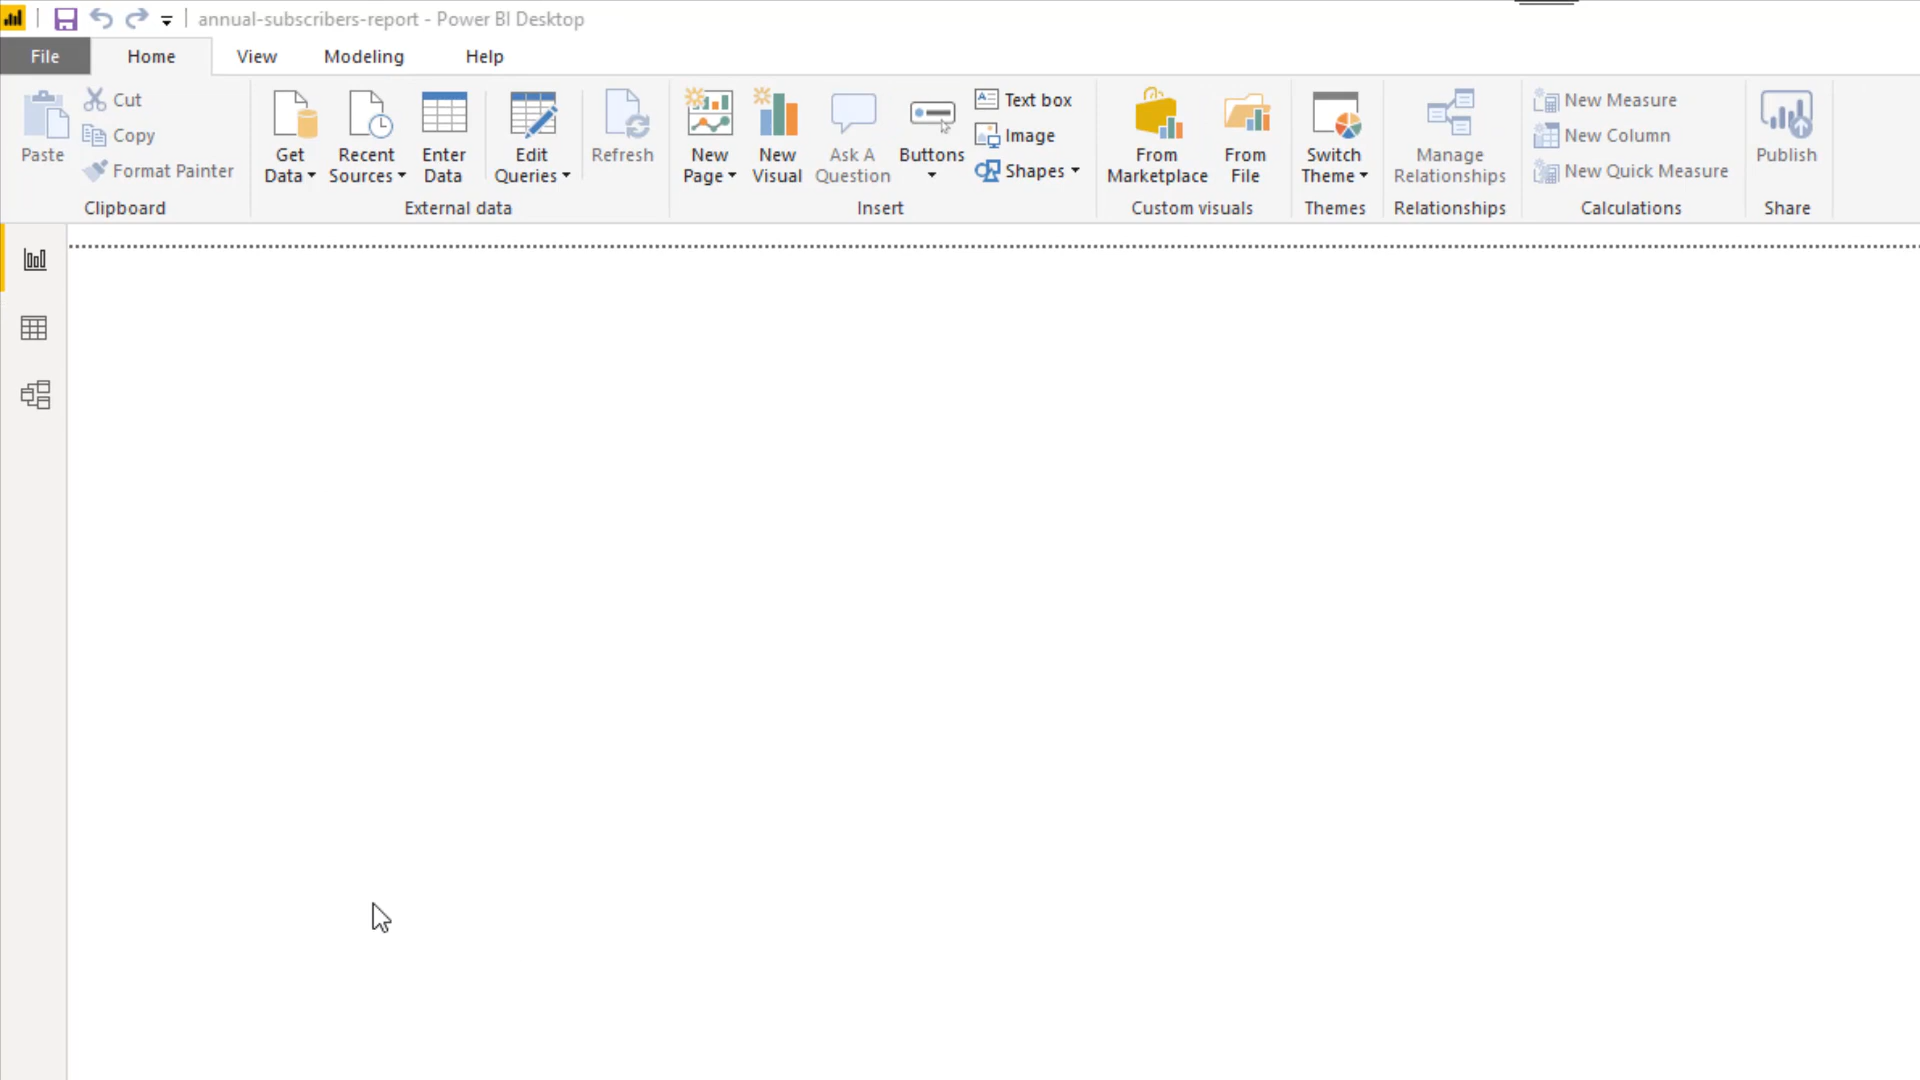 annual-subscribers-report - Power BI Desktop
File Home View Modeling Help
Paste
Cut
Copy
Format Painter
Clipboard
Get
Data
Recent
Sources
Enter
Data
Edit
Queries
Refresh
External data
New
Page
New
Visual
Ask A
Question
Buttons
Text box
Image
Shapes
Insert
From
Marketplace
From
File
Custom visuals
Switch
Theme
Themes
Manage
Relationships
Relationships
New Measure
New Column
New Quick Measure
Calculations
Publish
Share